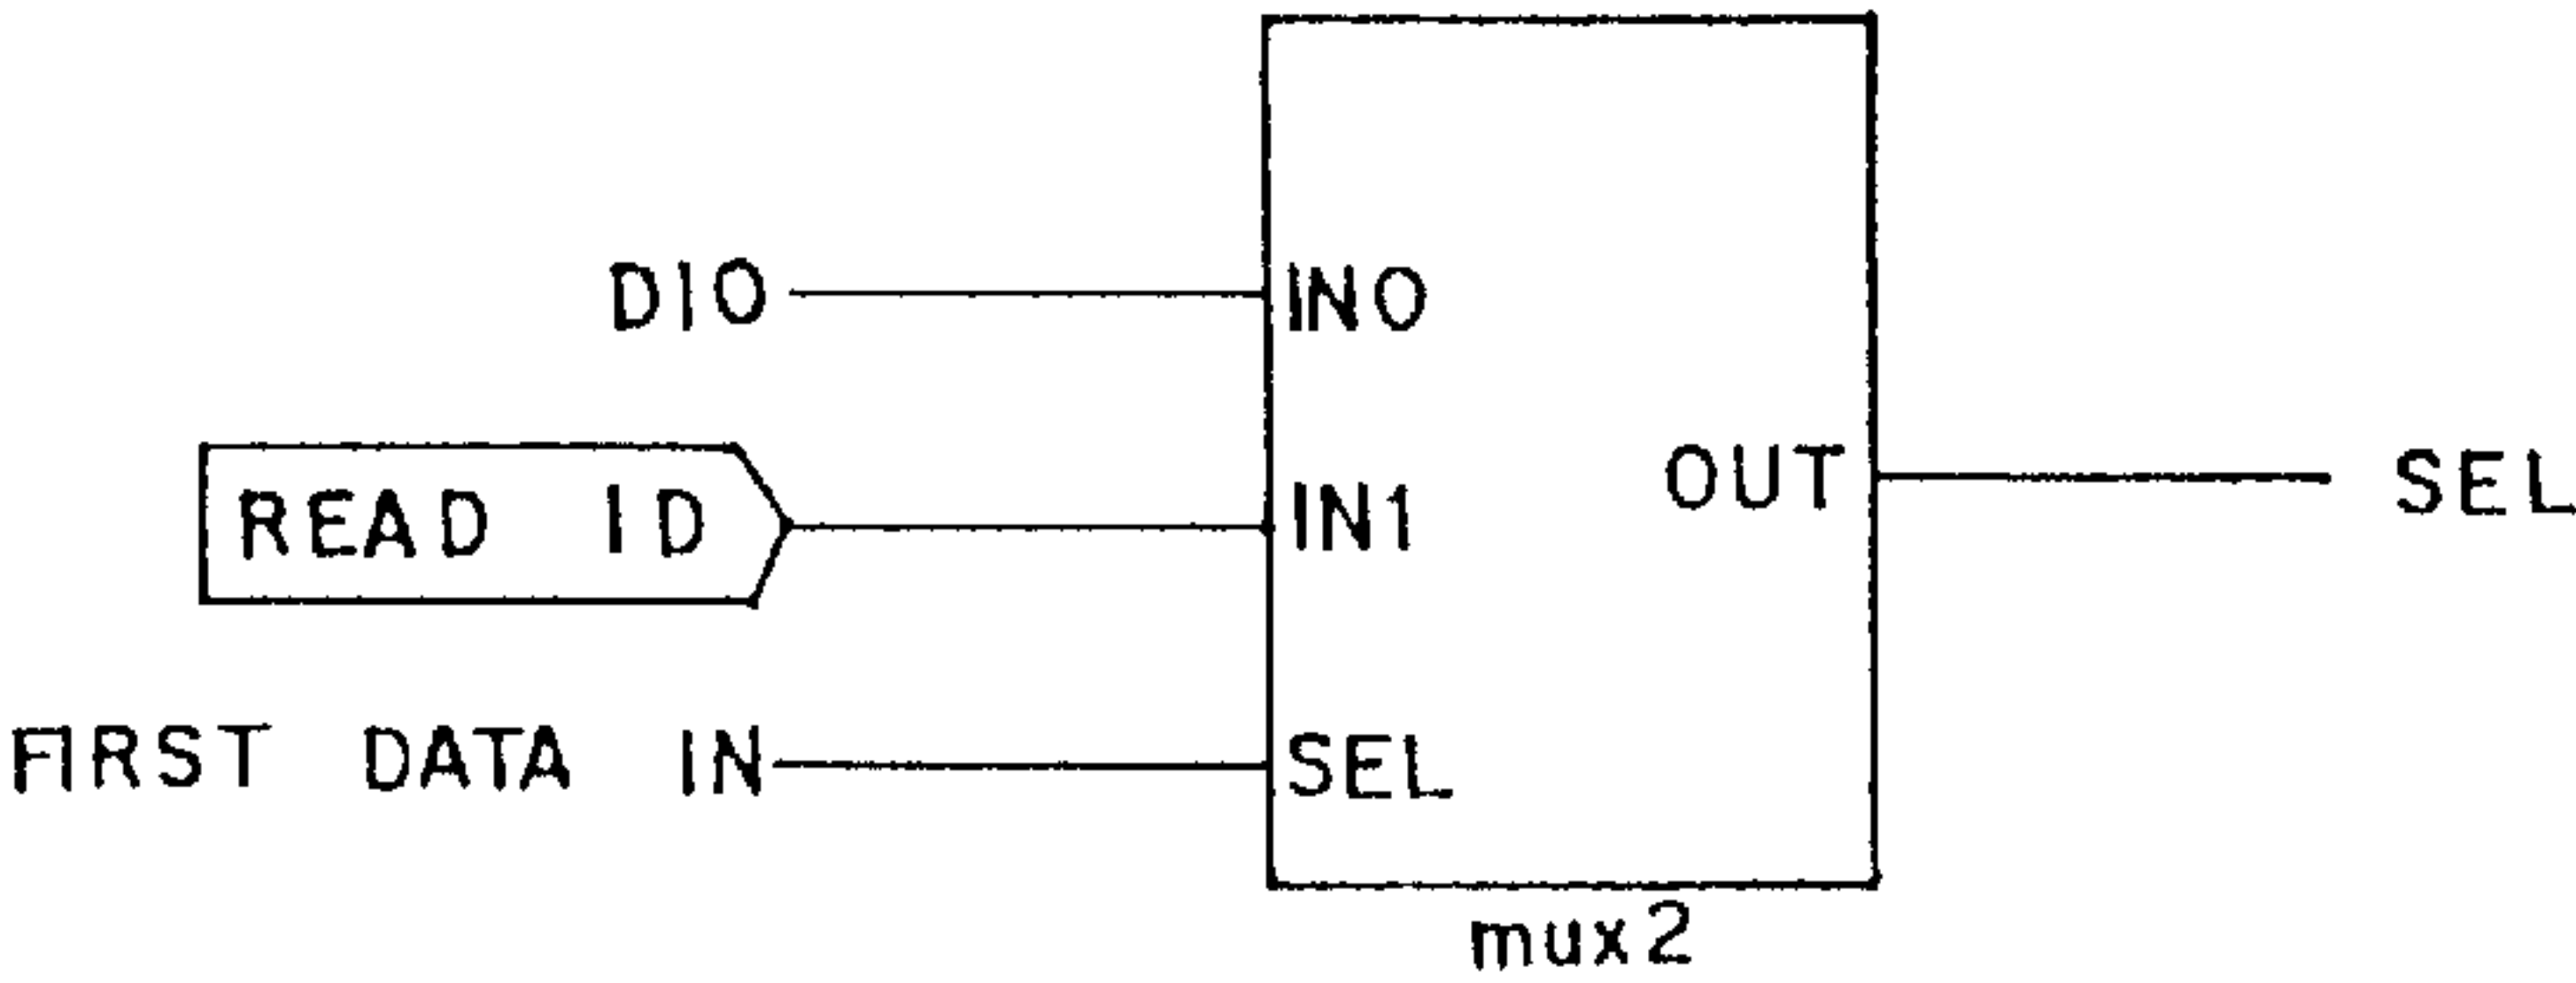 DIO
IN0
READ ID
IN1
OUT
SEL
FIRST DATA IN
SEL
mux2